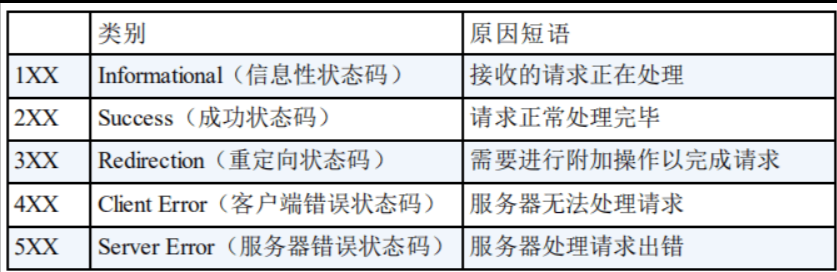 类别 原因短语
1XX Informational（信息性状态码） 接收的请求正在处理
2XX Success（成功状态码） 请求正常处理完毕
3XX Redirection（重定向状态码） 需要进行附加操作以完成请求
4XX Client Error（客户端错误状态码） 服务器无法处理请求
5XX Server Error（服务器错误状态码） 服务器处理请求出错